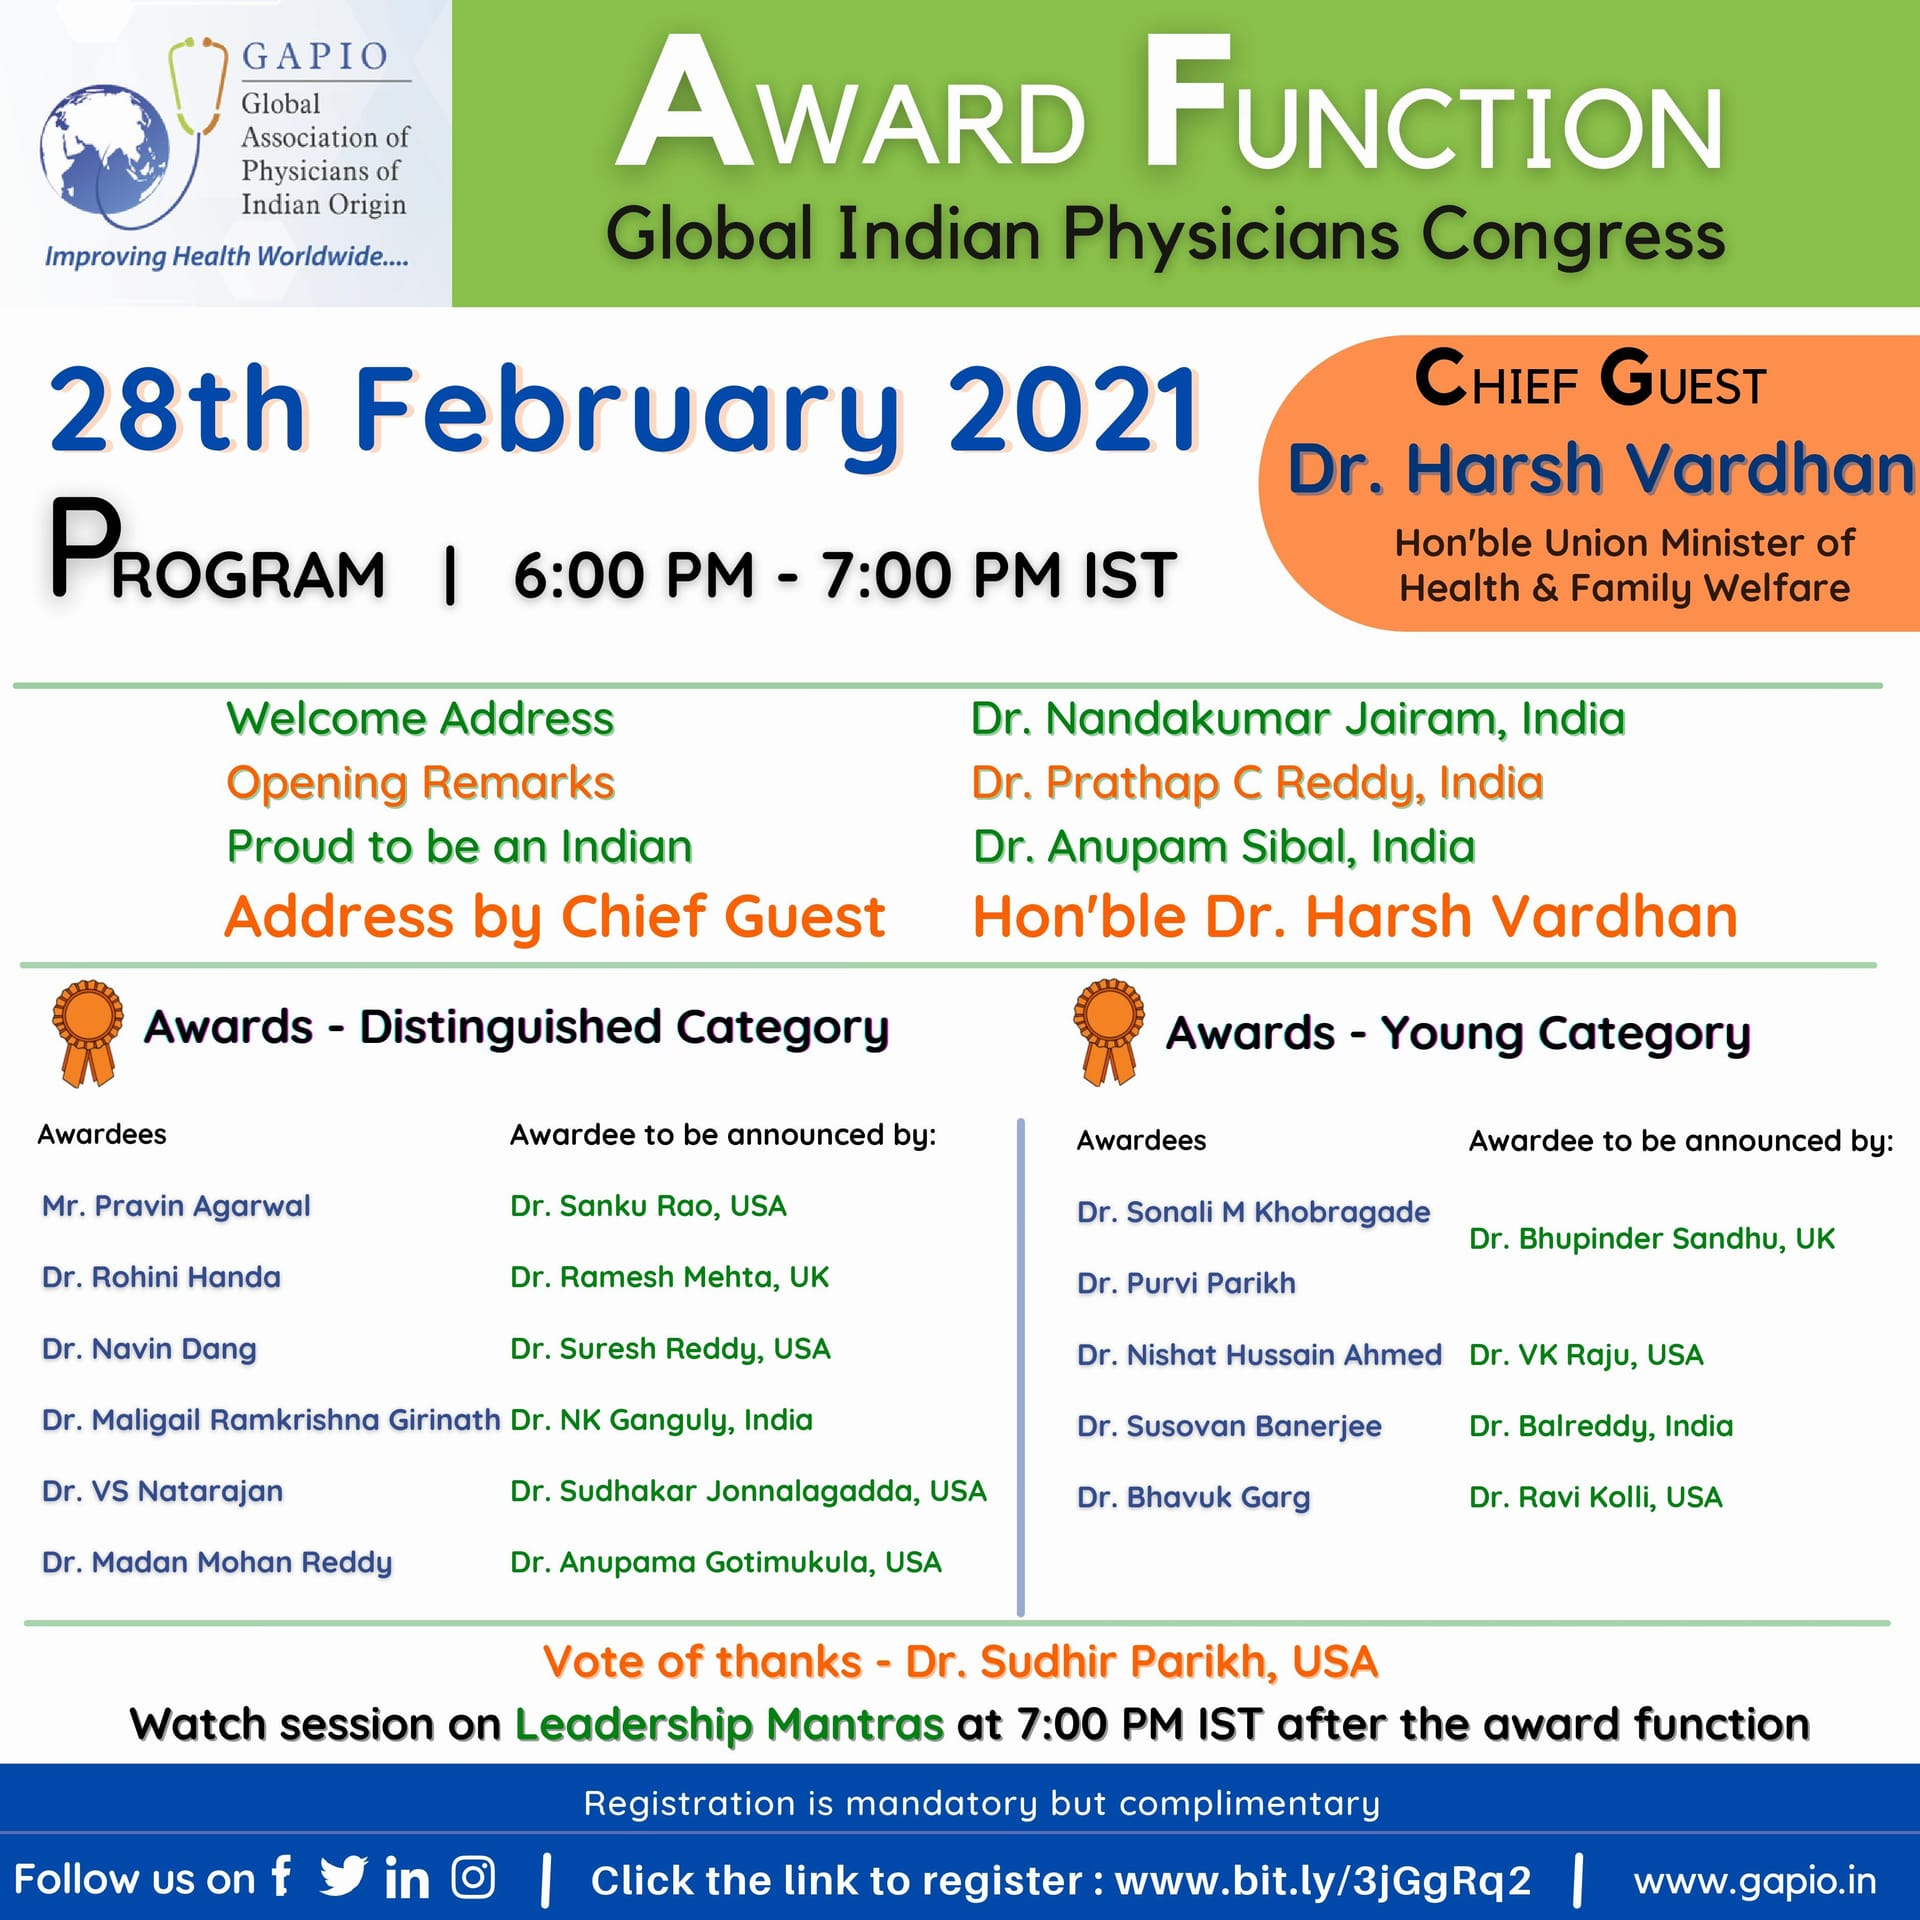 GAPIO
Global
Association of
Physicians of
Indian Origin
Improving Health Worldwide....
AWARD FUNCTION
Global Indian Physicians Congress
28th February 2021
PROGRAM | 6:00 PM - 7:00 PM IST
CHIEF GUEST
Dr. Harsh Vardhan
Hon'ble Union Minister of
Health & Family Welfare
Welcome Address Dr. Nandakumar Jairam, India
Opening Remarks Dr. Prathap C Reddy, India
Proud to be an Indian Dr. Anupam Sibal, India
Address by Chief Guest Hon'ble Dr. Harsh Vardhan
Awards - Distinguished Category
Awardees Awardee to be announced by:
Mr. Pravin Agarwal Dr. Sanku Rao, USA
Dr. Rohini Handa Dr. Ramesh Mehta, UK
Dr. Navin Dang Dr. Suresh Reddy, USA
Dr. Maligail Ramkrishna Girinath Dr. NK Ganguly, India
Dr. VS Natarajan Dr. Sudhakar Jonnalagadda, USA
Dr. Madan Mohan Reddy Dr. Anupama Gotimukula, USA
Awards - Young Category
Awardees Awardee to be announced by:
Dr. Sonali M Khobragade
Dr. Bhupinder Sandhu, UK
Dr. Purvi Parikh
Dr. Nishat Hussain Ahmed Dr. VK Raju, USA
Dr. Susovan Banerjee Dr. Balreddy, India
Dr. Bhavuk Garg Dr. Ravi Kolli, USA
Vote of thanks - Dr. Sudhir Parikh, USA
Watch session on Leadership Mantras at 7:00 PM IST after the award function
Registration is mandatory but complimentary
Follow us on f in | Click the link to register : www.bit.ly/3jGgRq2 | www.gapio.in